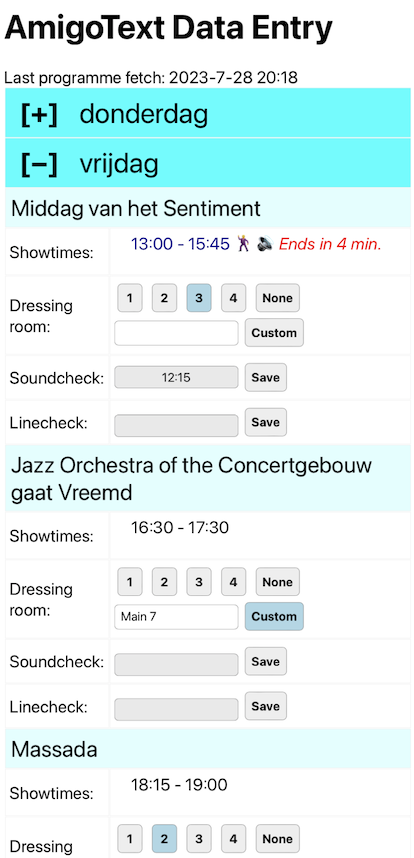 AmigoText Data Entry
Last programme fetch: 2023-7-28 20:18
[+] donderdag
[−] vrijdag
Middag van het Sentiment
Showtimes: 13:00 - 15:45 🕺 🔊 Ends in 4 min.
Dressing room: 1 2 3 4 None
Custom
Soundcheck: 12:15 Save
Linecheck: Save
Jazz Orchestra of the Concertgebouw
gaat Vreemd
Showtimes: 16:30 - 17:30
Dressing room: 1 2 3 4 None
Main 7 Custom
Soundcheck: Save
Linecheck: Save
Massada
Showtimes: 18:15 - 19:00
Dressing 1 2 3 4 None